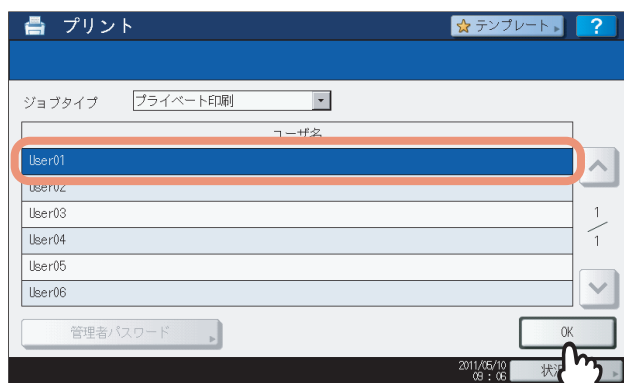 プリント
テンプレート
?
ジョブタイプ プライベート印刷
ユーザ名
User01
User02
User03
User04
User05
User06
1
1
管理者パスワード
OK
2011/05/10
09:06